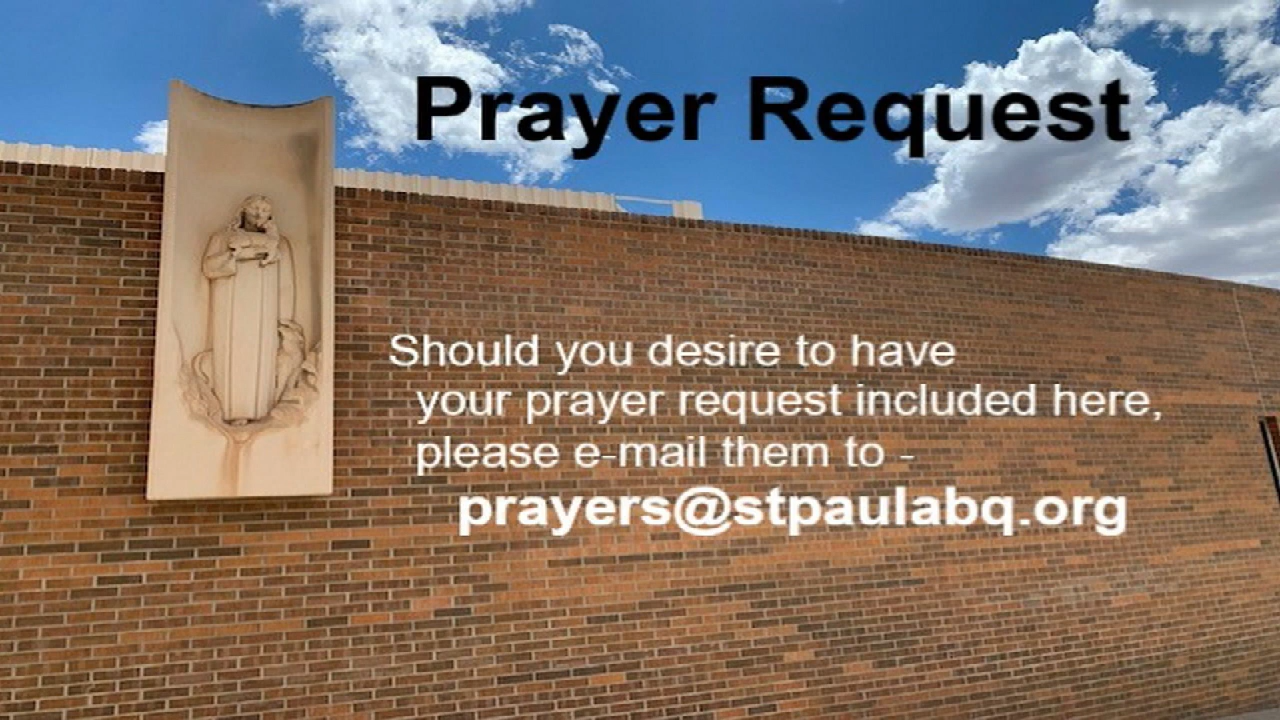 Prayer Request
Should you desire to have
your prayer request included here,
please e-mail them to -
prayers@stpaulabq.org